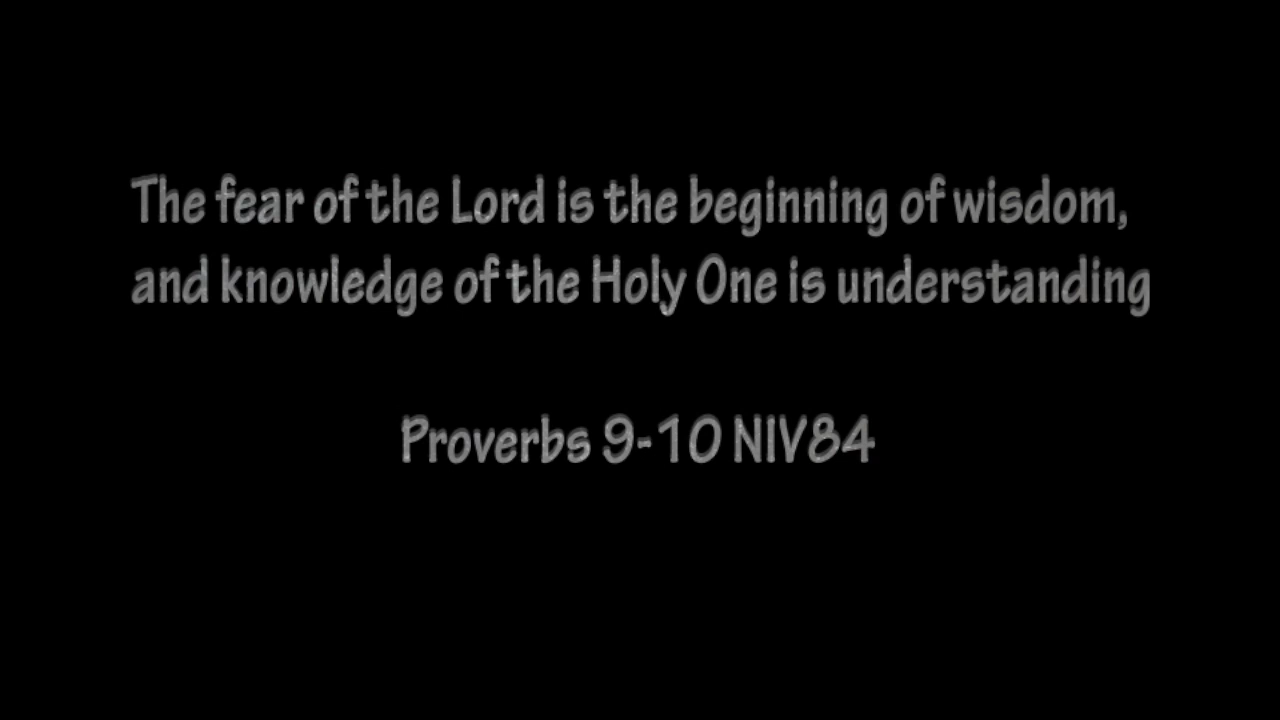 The fear of the Lord is the beginning of wisdom,
and knowledge of the Holy One is understanding
Proverbs 9-10 NIV84